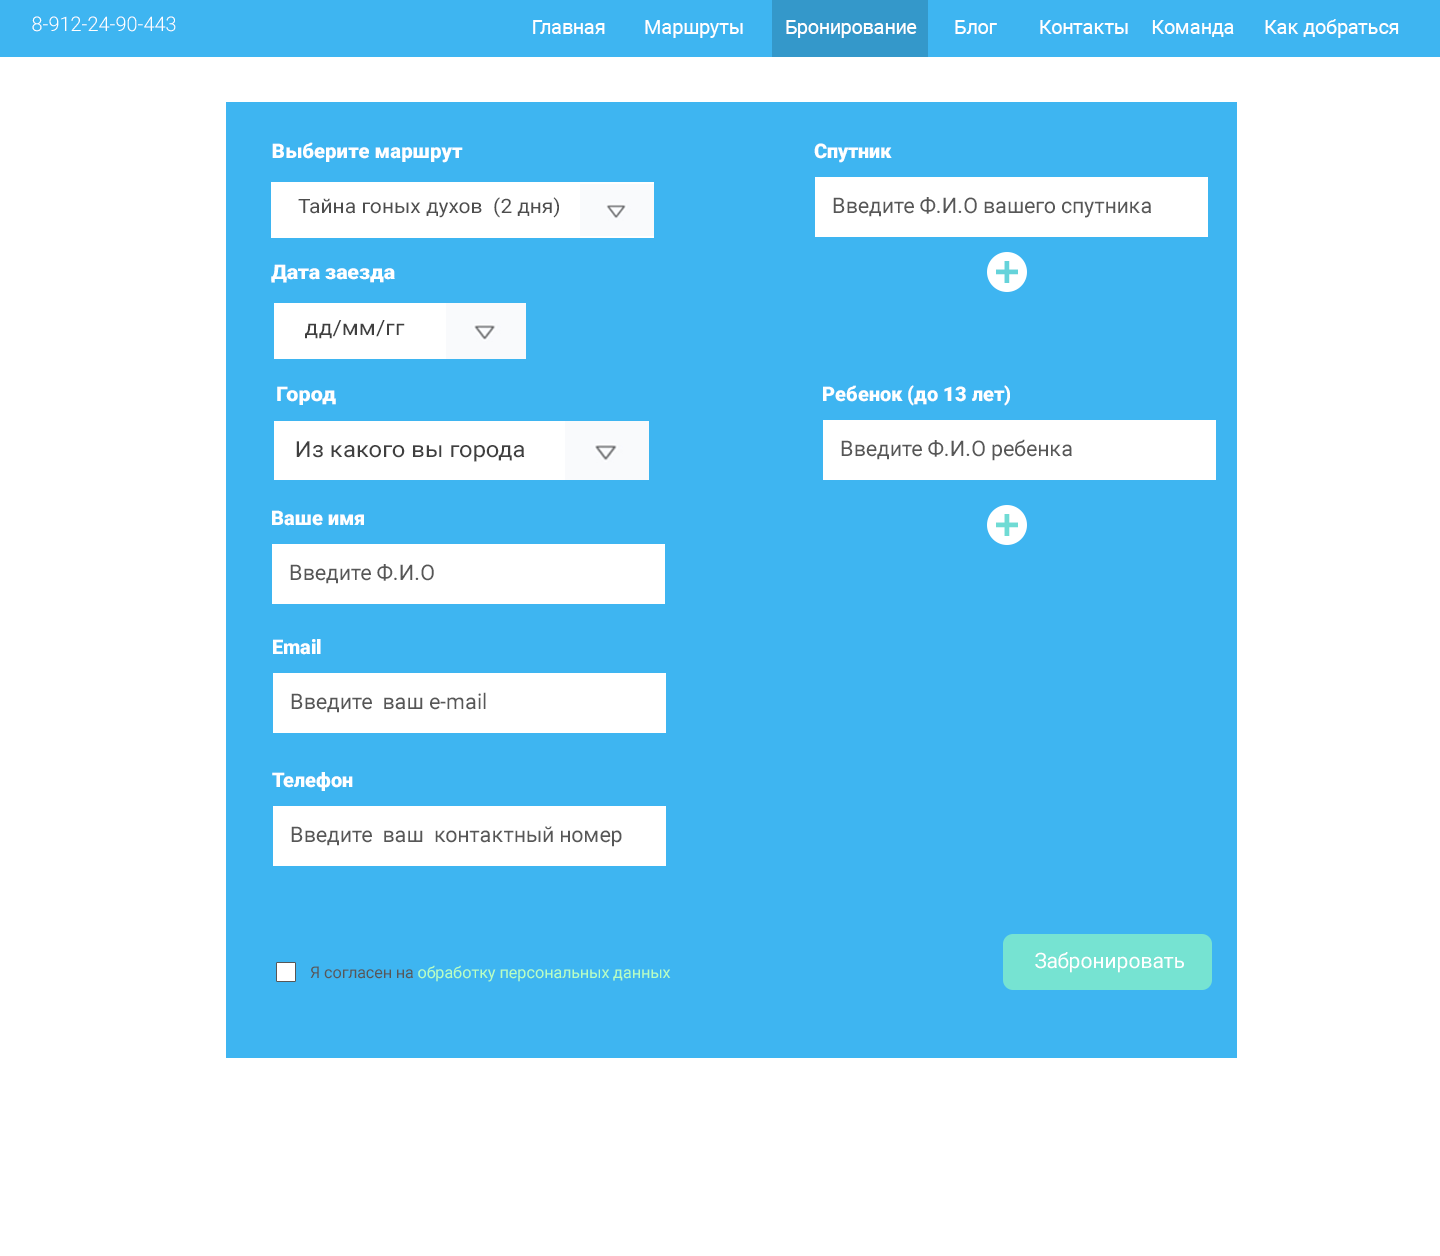 8-912-24-90-443
Главная Маршруты Бронирование Блог Контакты Команда Как добраться
Выберите маршрут
Тайна гоных духов (2 дня)
Дата заезда
дд/мм/гг
Город
Из какого вы города
Ваше имя
Введите Ф.И.О
Email
Введите ваш e-mail
Телефон
Введите ваш контактный номер
Я согласен на обработку персональных данных
Спутник
Введите Ф.И.О вашего спутника
Ребенок (до 13 лет)
Введите Ф.И.О ребенка
Забронировать